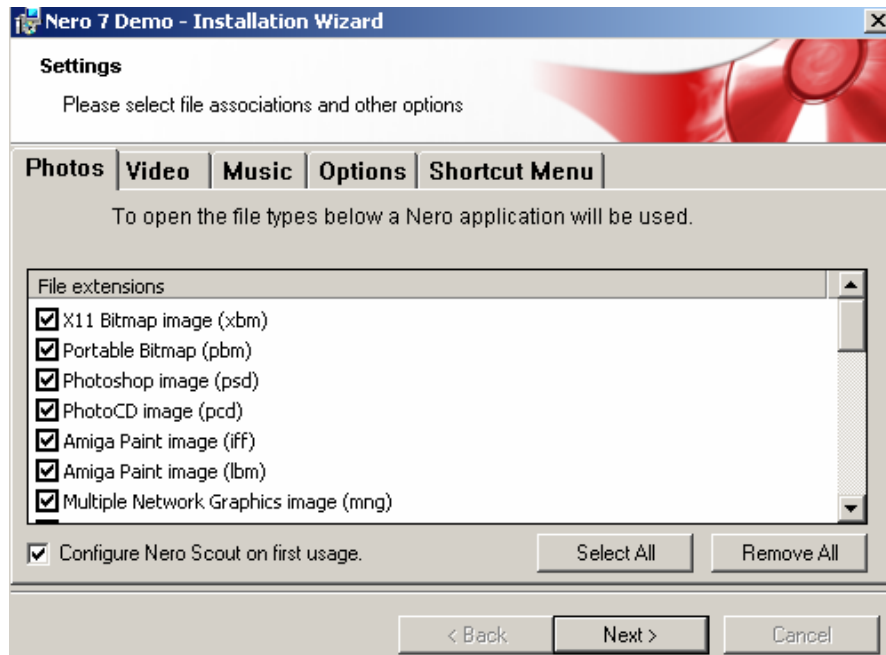 Nero 7 Demo - Installation Wizard
Settings
Please select file associations and other options
Photos Video Music Options Shortcut Menu
To open the file types below a Nero application will be used.
File extensions
X11 Bitmap image (xbm)
Portable Bitmap (pbm)
Photoshop image (psd)
PhotoCD image (pcd)
Amiga Paint image (iff)
Amiga Paint image (lbm)
Multiple Network Graphics image (mng)
Configure Nero Scout on first usage. Select All Remove All
< Back Next > Cancel